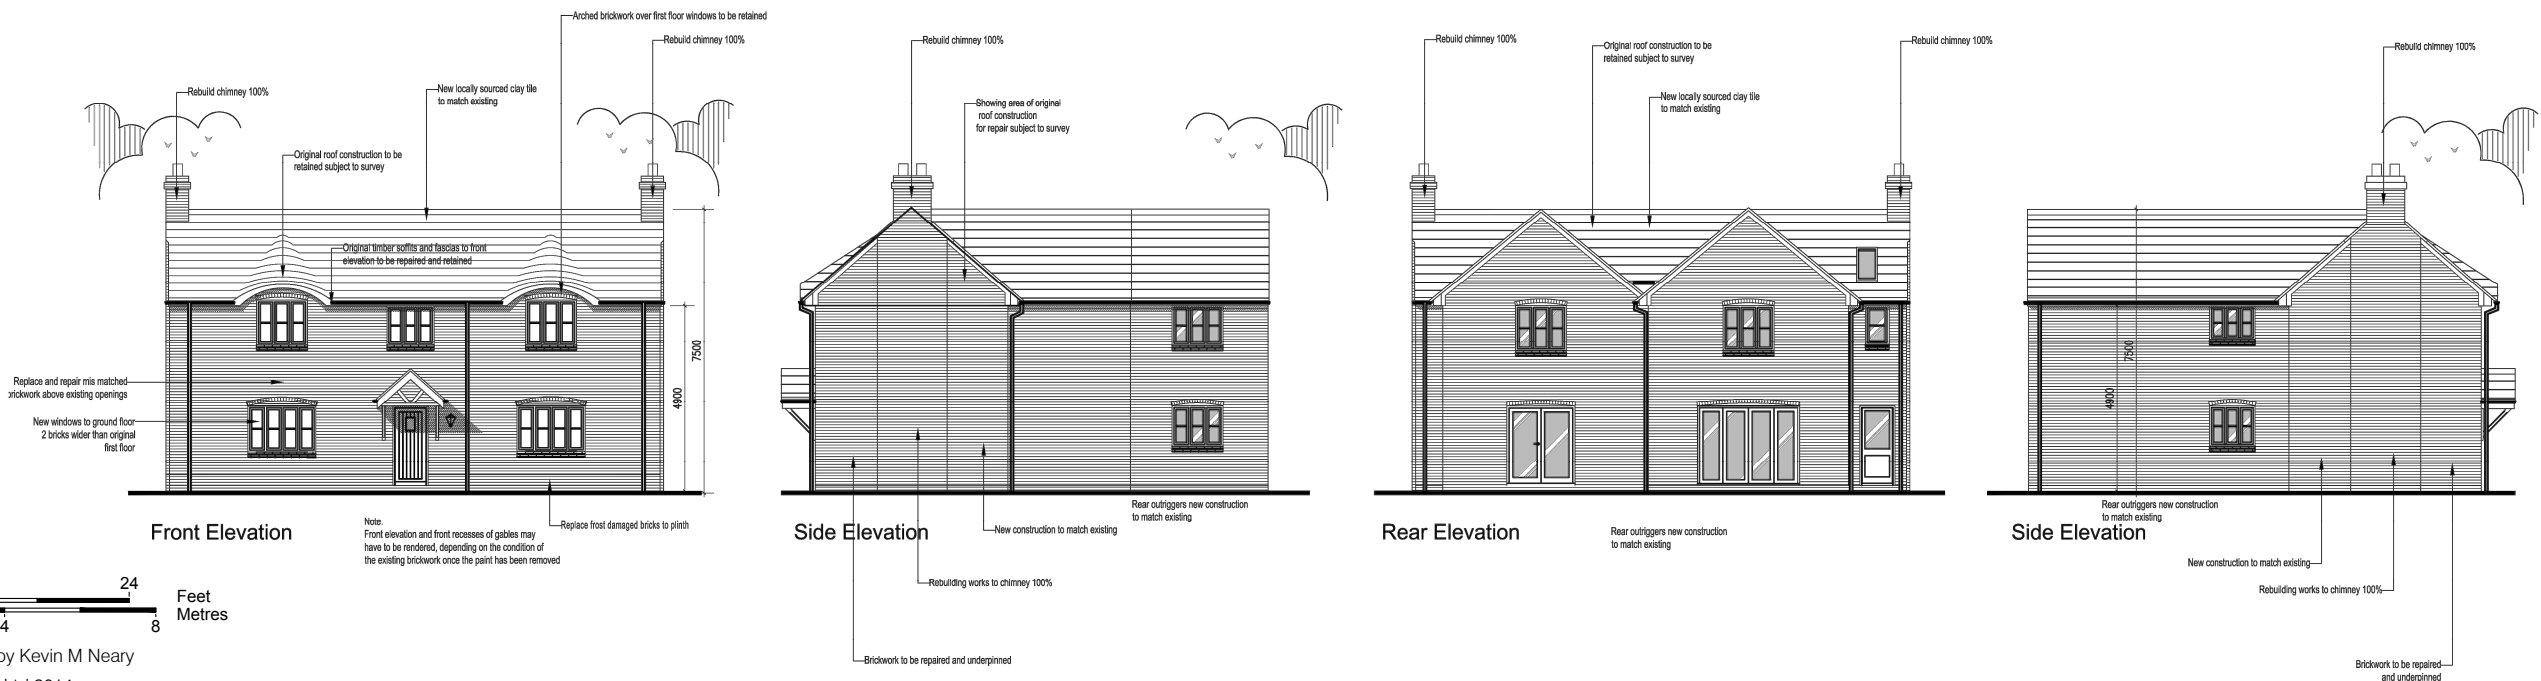 Arched brickwork over first floor windows to be retained
Rebuild chimney 100%
Rebuild chimney 100%
New locally sourced clay tile
to match existing
Original roof construction to be
retained subject to survey
Original timber soffits and fascias to front
elevation to be repaired and retained
7500
4900
Replace and repair mis matched
brickwork above existing openings
New windows to ground floor
2 bricks wider than original
first floor
Front Elevation
Note.
Front elevation and front recesses of gables may
have to be rendered, depending on the condition of
the existing brickwork once the paint has been removed
Replace frost damaged bricks to plinth
Rebuild chimney 100%
Showing area of original
roof construction
for repair subject to survey
Side Elevation
Rear outriggers new construction
to match existing
New construction to match existing
Rebuilding works to chimney 100%
Brickwork to be repaired and underpinned
Rebuild chimney 100%
Original roof construction to be
retained subject to survey
New locally sourced clay tile
to match existing
Rebuild chimney 100%
Rear Elevation
Rear outriggers new construction
to match existing
Rebuild chimney 100%
7500
4900
Rear outriggers new construction
to match existing
Side Elevation
New construction to match existing
Rebuilding works to chimney 100%
Brickwork to be repaired
and underpinned
24
Feet
Metres
4
8
by Kevin M Neary